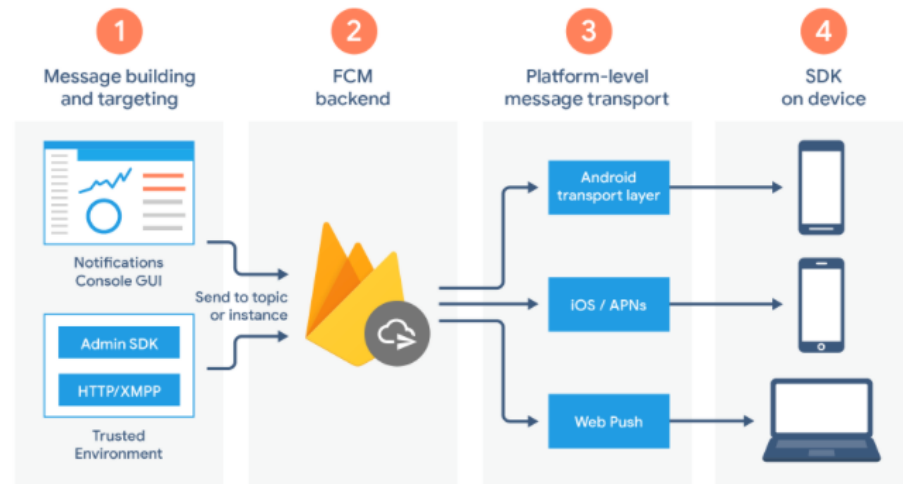 1
Message building
and targeting
2
FCM
backend
3
Platform-level
message transport
4
SDK
on device
Notifications
Console GUI
Send to topic
or instance
Admin SDK
HTTP/XMPP
Trusted
Environment
Android
transport layer
iOS / APNs
Web Push